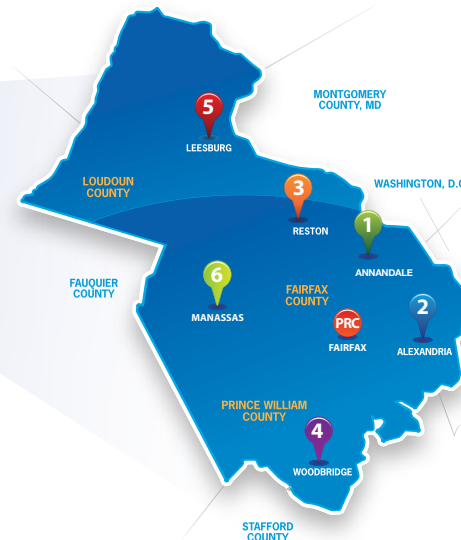 MONTGOMERY
COUNTY, MD
5
LEESBURG
LOUDOUN
COUNTY
WASHINGTON, D.C
3
RESTON
1
ANNANDALE
FAUQUIER
COUNTY
6
MANASSAS
FAIRFAX
COUNTY
2
ALEXANDRIA
PRC
FAIRFAX
PRINCE WILLIAM
COUNTY
4
WOODBRIDGE
STAFFORD
COUNTY